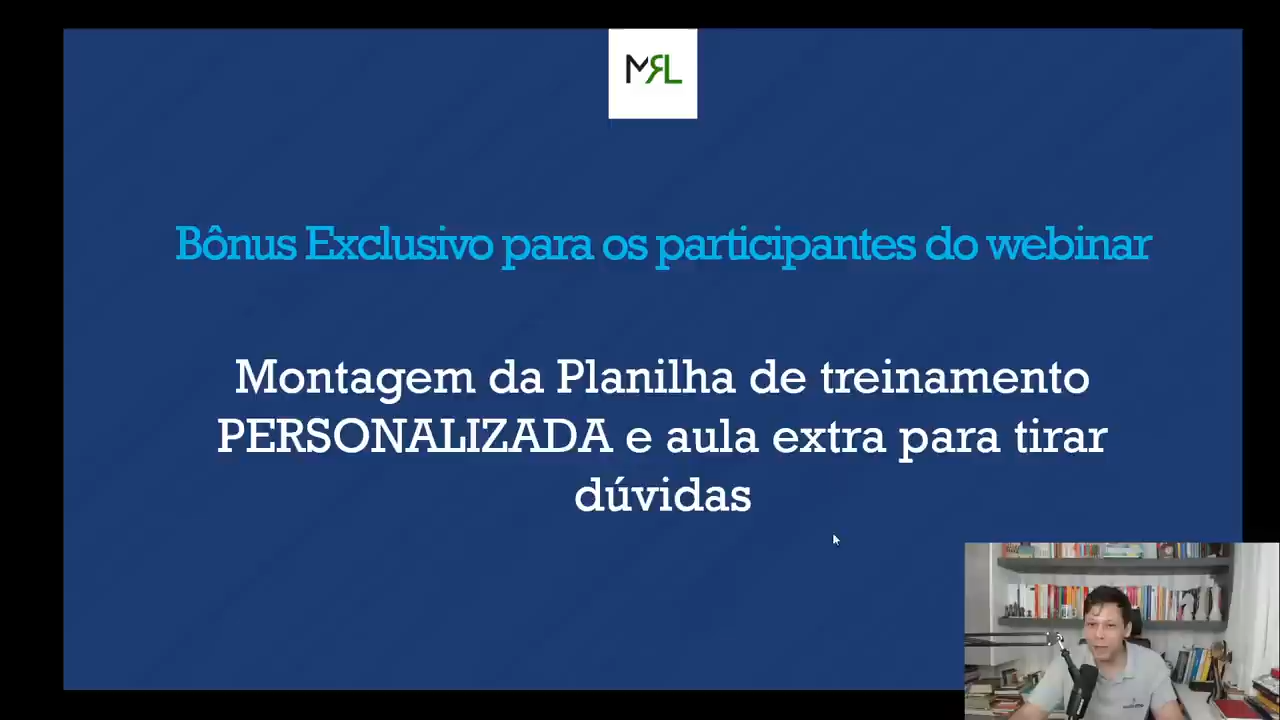 MRL
Bônus Exclusivo para os participantes do webinar
Montagem da Planilha de treinamento
PERSONALIZADA e aula extra para tirar
dúvidas